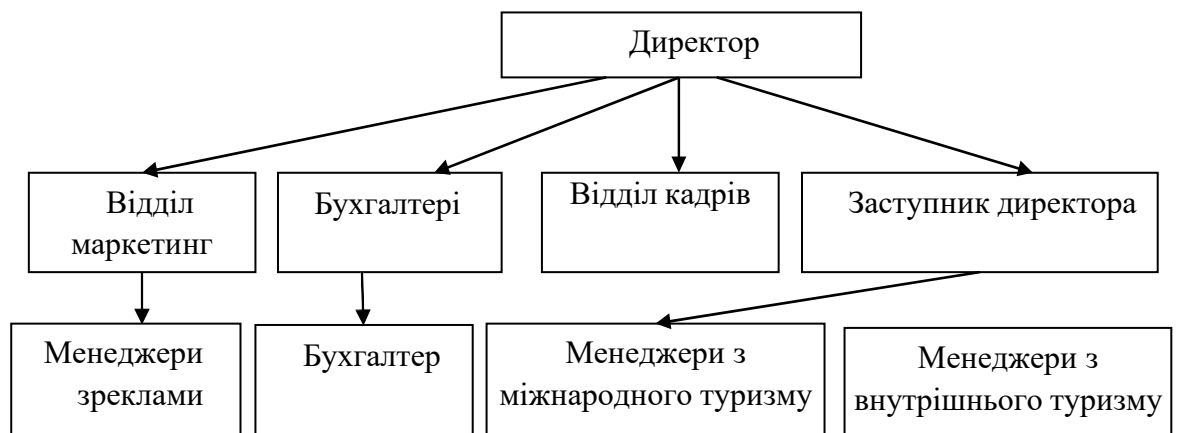 Директор
Відділ
маркетинг
Бухгалтері
Відділ кадрів
Заступник директора
Менеджери
зреклами
Бухгалтер
Менеджери з
міжнародного туризму
Менеджери з
внутрішнього туризму